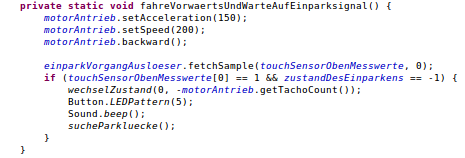 private static void fahreVorwaertsUndWarteAufEinparksignal() {
motorAntrieb.setAcceleration(150);
motorAntrieb.setSpeed(200);
motorAntrieb.backward();
einparkVorgangAusloeser.fetchSample(touchSensorObenMesswerte, 0);
if (touchSensorObenMesswerte[0] == 1 && zustandDesEinparkens == -1) {
wechselZustand(0, -motorAntrieb.getTachoCount());
Button.LEDPattern(5);
Sound.beep();
sucheParkluecke();
}
}